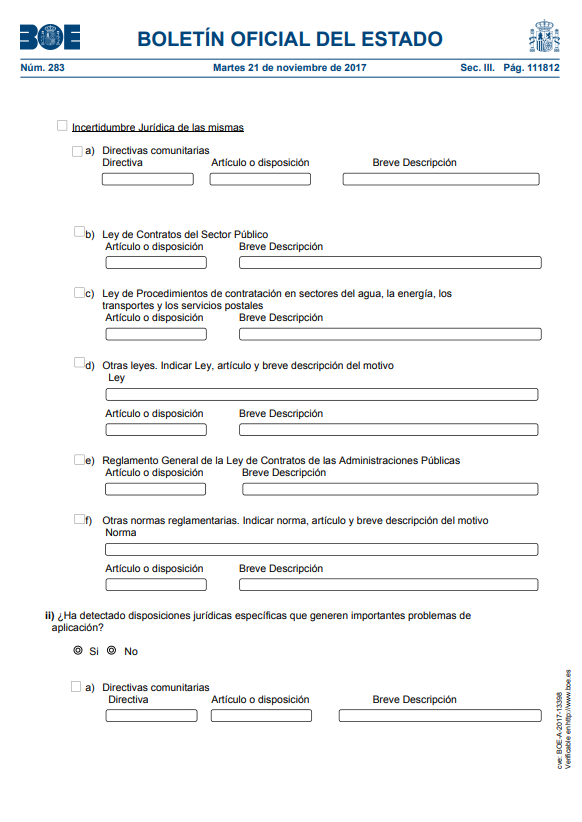 BOE
BOLETÍN OFICIAL DEL ESTADO
Núm. 283 Martes 21 de noviembre de 2017 Sec. III. Pág. 111812
Incertidumbre Jurídica de las mismas
a) Directivas comunitarias
Directiva Artículo o disposición Breve Descripción
b) Ley de Contratos del Sector Público
Artículo o disposición Breve Descripción
c) Ley de Procedimientos de contratación en sectores del agua, la energía, los
transportes y los servicios postales
Artículo o disposición Breve Descripción
d) Otras leyes. Indicar Ley, artículo y breve descripción del motivo
Ley
Artículo o disposición Breve Descripción
e) Reglamento General de la Ley de Contratos de las Administraciones Públicas
Artículo o disposición Breve Descripción
f) Otras normas reglamentarias. Indicar norma, artículo y breve descripción del motivo
Norma
Artículo o disposición Breve Descripción
ii) ¿Ha detectado disposiciones jurídicas específicas que generen importantes problemas de
aplicación?
Si No
a) Directivas comunitarias
Directiva Artículo o disposición Breve Descripción
cve: BOE-A-2017-13398
Verificable en http://www.boe.es